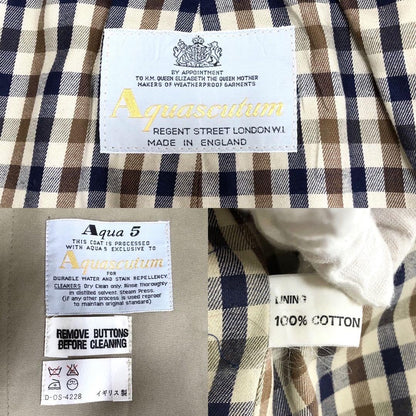 BY APPOINTMENT
TO H.M. QUEEN ELIZABETH THE QUEEN MOTHER
MAKERS OF WEATHERPROOF GARMENTS
Aquascutum
REGENT STREET LONDON W.I.
MADE IN ENGLAND
Aqua 5
THIS COAT IS PROCESSED
WITH AQUA 5 EXCLUSIVE TO
Aquascutum
FOR
DURABLE WATER AND STAIN REPELLENCY.
CLEANERS Dry Clean only. Rinse thoroughly
in distilled solvent. Steam Press.
(if any other process is used reproof
to maintain original standard).
REMOVE BUTTONS
BEFORE CLEANING
D-OS-4228 イギリス製
LINING
100% COTTON